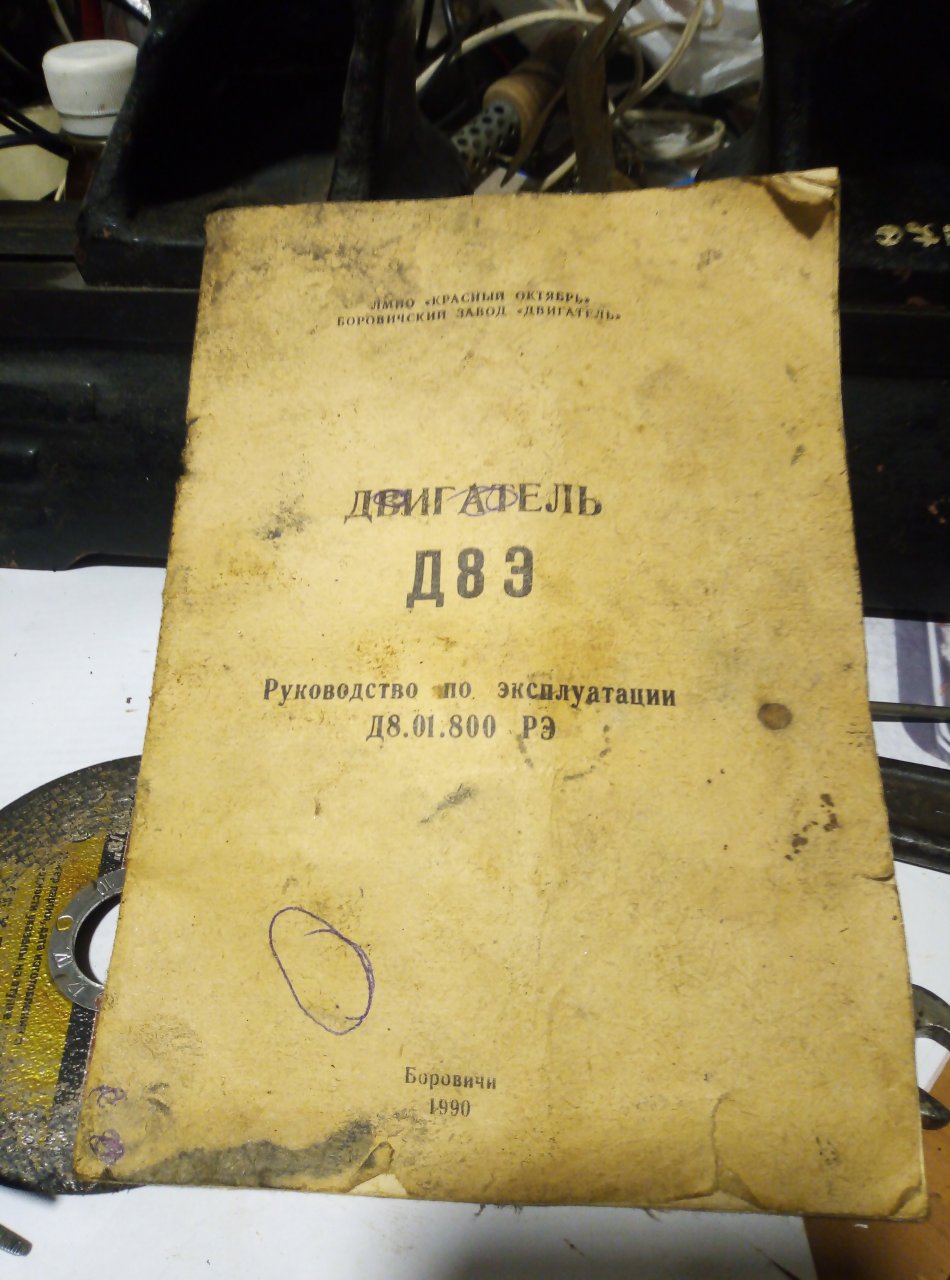 ЛМПО «КРАСНЫЙ ОКТЯБРЬ»
БОРОВИЧСКИЙ ЗАВОД «ДВИГАТЕЛЬ»
ДВИГАТЕЛЬ
Д8Э
Руководство по эксплуатации
Д8.01.800 РЭ
Боровичи
1990